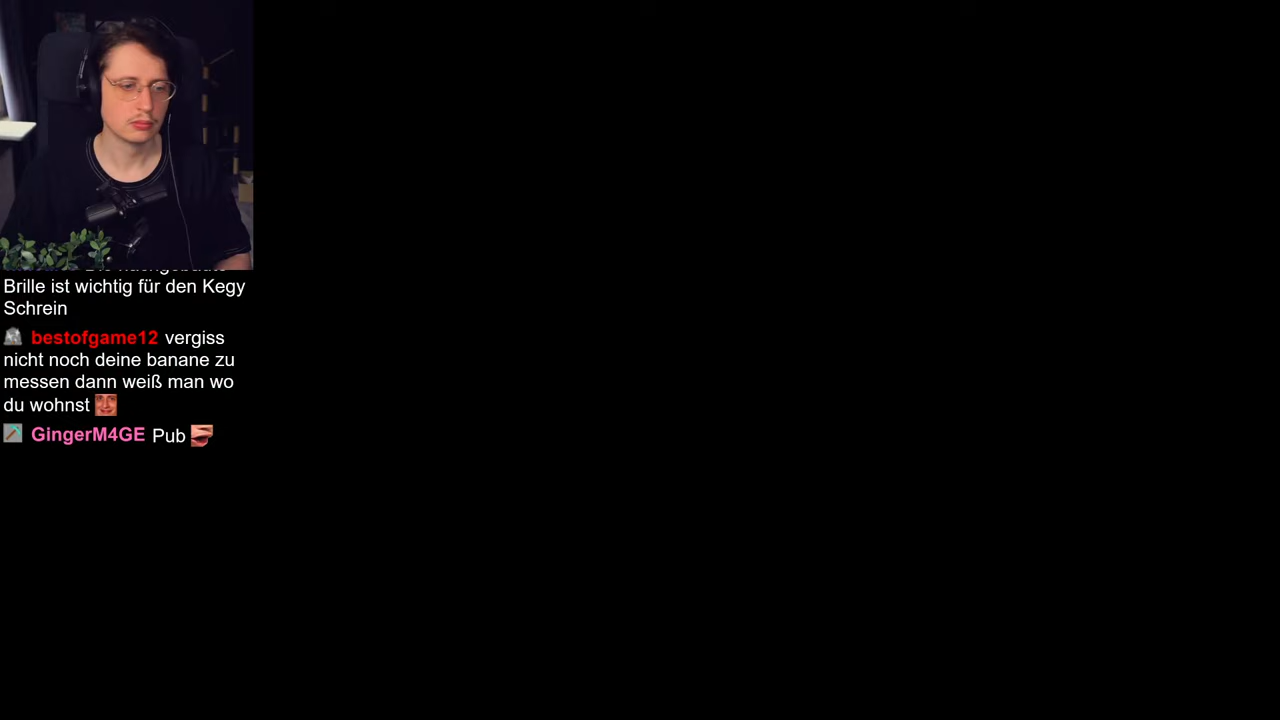 Brille ist wichtig für den Kegy
Schrein
bestofgame12 vergiss
nicht noch deine banane zu
messen dann weiß man wo
du wohnst
GingerM4GE Pub